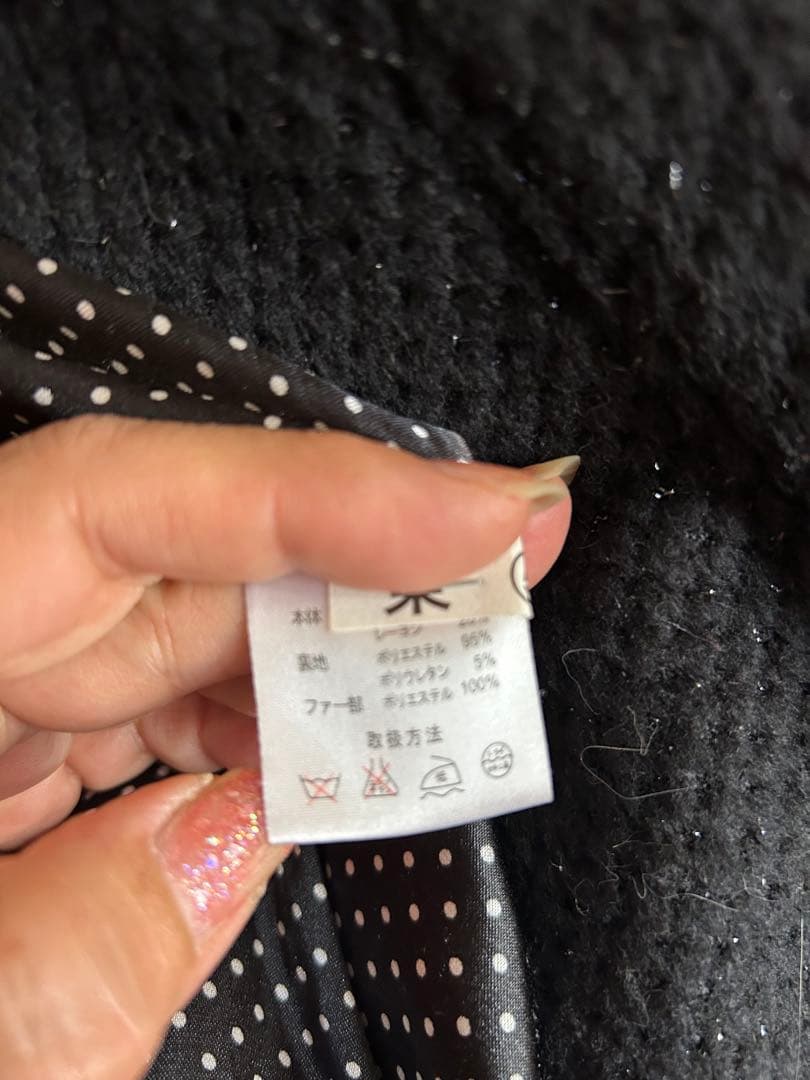 本体
レーヨン
裏地 ポリエステル 95%
ポリウレタン 5%
ファー部 ポリエステル 100%
取扱方法